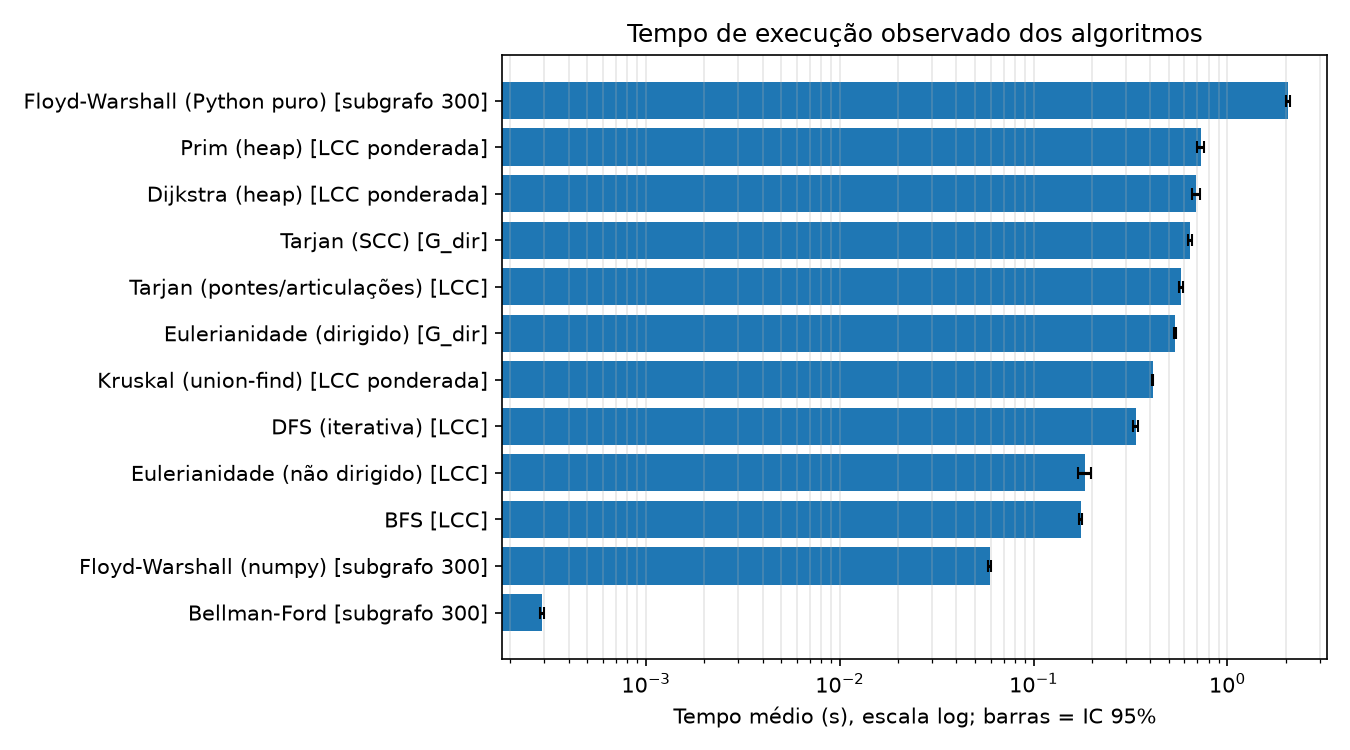 Tempo de execução observado dos algoritmos
Floyd-Warshall (Python puro) [subgrafo 300]
Prim (heap) [LCC ponderada]
Dijkstra (heap) [LCC ponderada]
Tarjan (SCC) [G_dir]
Tarjan (pontes/articulações) [LCC]
Eulerianidade (dirigido) [G_dir]
Kruskal (union-find) [LCC ponderada]
DFS (iterativa) [LCC]
Eulerianidade (não dirigido) [LCC]
BFS [LCC]
Floyd-Warshall (numpy) [subgrafo 300]
Bellman-Ford [subgrafo 300]
10⁻³ 10⁻² 10⁻¹ 10⁰
Tempo médio (s), escala log; barras = IC 95%